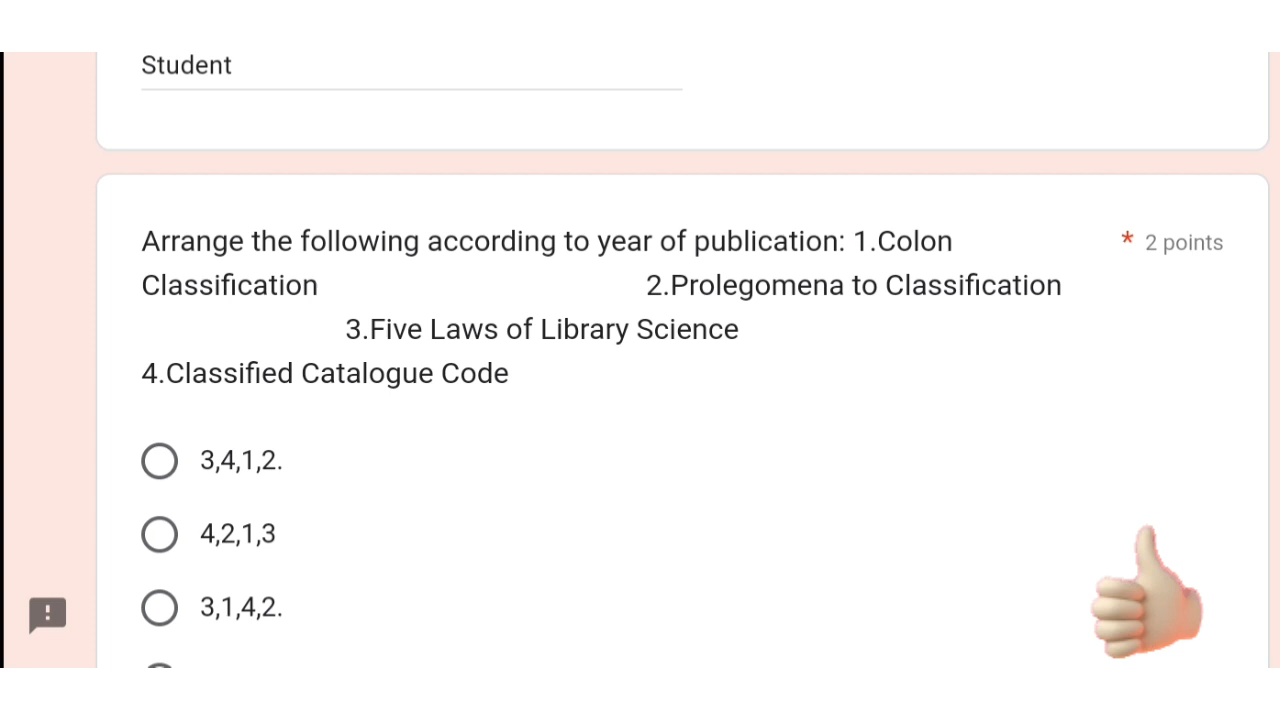 Student
Arrange the following according to year of publication: 1.Colon * 2 points
Classification 2.Prolegomena to Classification
3.Five Laws of Library Science
4.Classified Catalogue Code
3,4,1,2.
4,2,1,3
3,1,4,2.